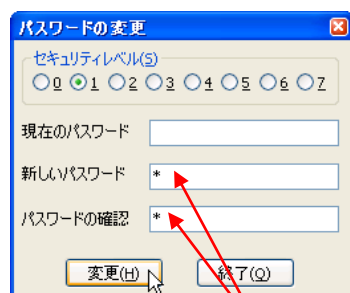 パスワードの変更
セキュリティレベル(S)
0 1 2 3 4 5 6 7
現在のパスワード
新しいパスワード *
パスワードの確認 *
変更(H) 終了(Q)